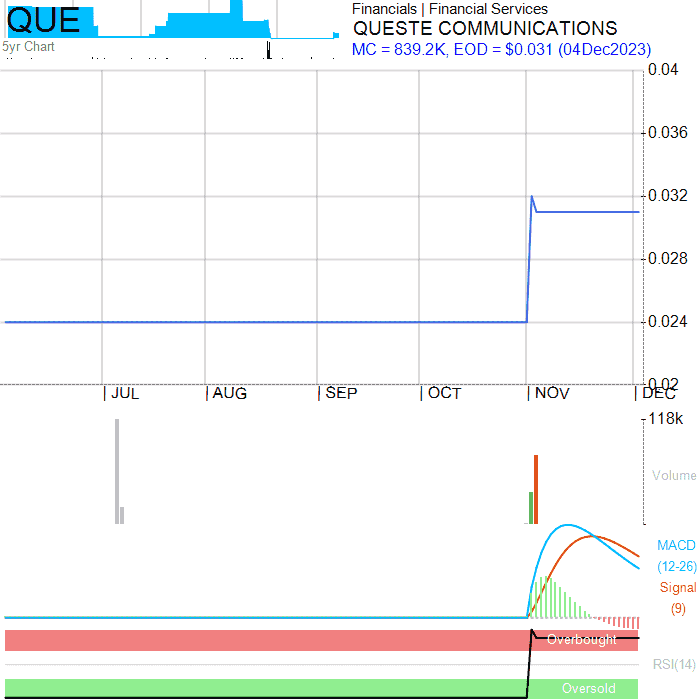 QUE
5yr Chart
Financials | Financial Services
QUESTE COMMUNICATIONS
MC = 839.2K, EOD = $0.031 (04Dec2023)
0.04
0.036
0.032
0.028
0.024
0.02
JUL
AUG
SEP
OCT
NOV
DEC
118k
Volume
MACD
(12-26)
Signal
(9)
Overbought
RSI(14)
Oversold